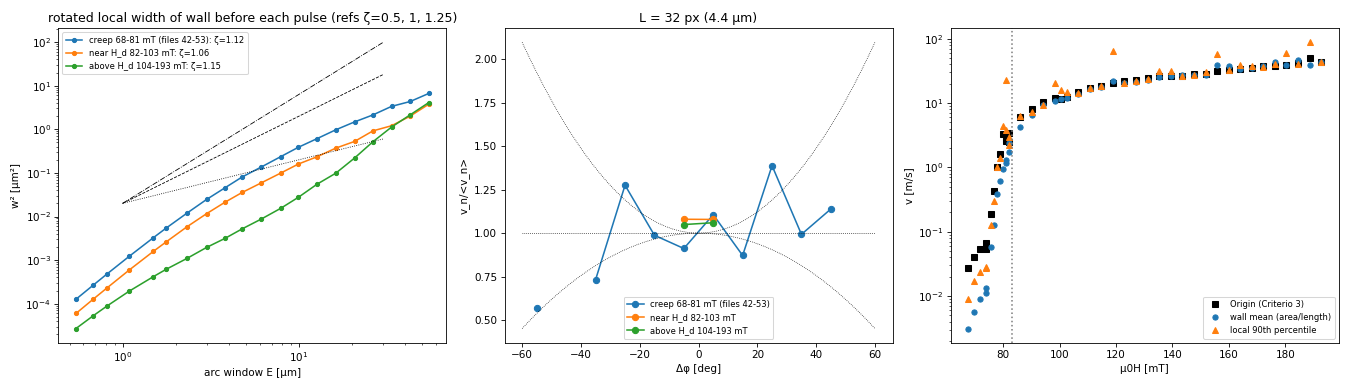 rotated local width of wall before each pulse (refs ζ=0.5, 1, 1.25)
creep 68-81 mT (files 42-53): ζ=1.12
near H_d 82-103 mT: ζ=1.06
above H_d 104-193 mT: ζ=1.15
w² [μm²]
10²
10¹
10⁰
10⁻¹
10⁻²
10⁻³
10⁻⁴
10⁰
10¹
arc window E [μm]
L = 32 px (4.4 μm)
v_n/<v_n>
2.00
1.75
1.50
1.25
1.00
0.75
0.50
creep 68-81 mT (files 42-53)
near H_d 82-103 mT
above H_d 104-193 mT
−60
−40
−20
0
20
40
60
Δφ [deg]
v [m/s]
10²
10¹
10⁰
10⁻¹
10⁻²
Origin (Criterio 3)
wall mean (area/length)
local 90th percentile
80
100
120
140
160
180
μ0H [mT]